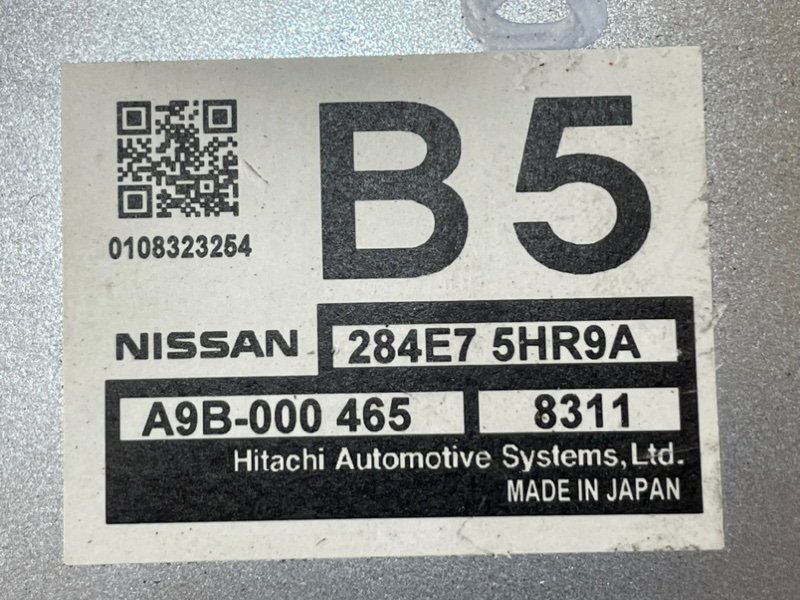 B5
0108323254
NISSAN 284E7 5HR9A
A9B-000 465 8311
Hitachi Automotive Systems,Ltd.
MADE IN JAPAN